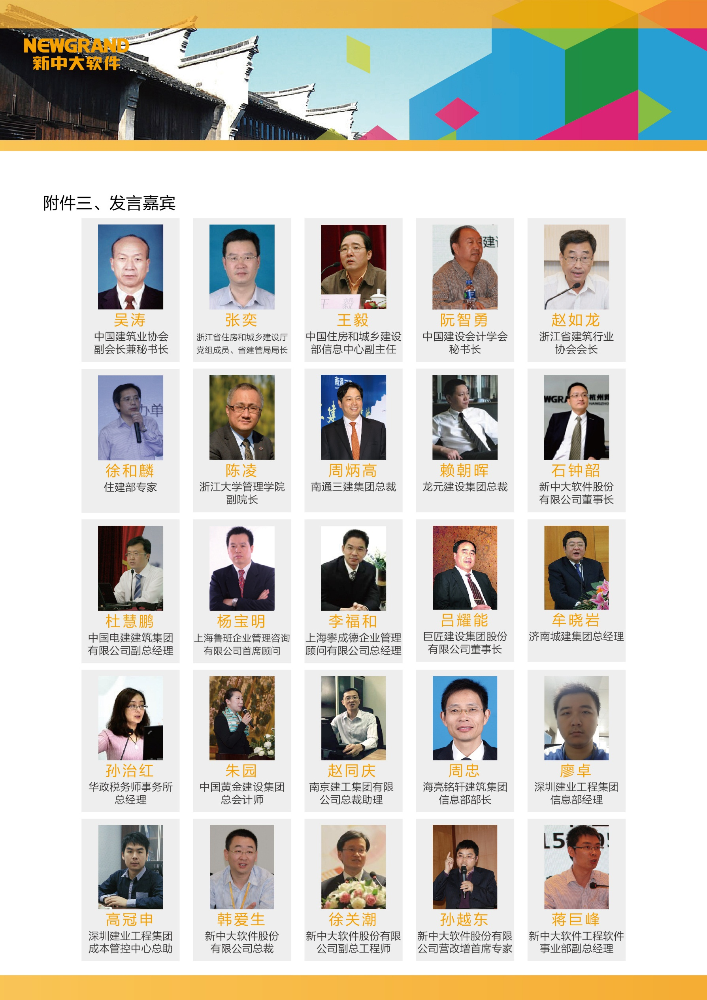 NEWGRAND
新中大软件
附件三、发言嘉宾
建
王 毅
吴涛
中国建筑业协会
副会长兼秘书长
张奕
浙江省住房和城乡建设厅
党组成员、省建管局局长
王毅
中国住房和城乡建设
部信息中心副主任
阮智勇
中国建设会计学会
秘书长
赵如龙
浙江省建筑行业
协会会长
办单
南通三建
建
WGRA
杭州
HANGZHO
徐和麟
住建部专家
陈凌
浙江大学管理学院
副院长
周炳高
南通三建集团总裁
赖朝晖
龙元建设集团总裁
石钟韶
新中大软件股份
有限公司董事长
杜慧鹏
中国电建建筑集团
有限公司副总经理
杨宝明
上海鲁班企业管理咨询
有限公司首席顾问
李福和
上海攀成德企业管理
顾问有限公司总经理
吕耀能
巨匠建设集团股份
有限公司董事长
牟晓岩
济南城建集团总经理
孙治红
华政税务师事务所
总经理
朱园
中国黄金建设集团
总会计师
赵同庆
南京建工集团有限
公司总裁助理
周忠
海亮铭轩建筑集团
信息部部长
廖卓
深圳建业工程集团
信息部经理
15
高冠申
深圳建业工程集团
成本管控中心总助
韩爱生
新中大软件股份
有限公司总裁
徐关潮
新中大软件股份有限
公司副总工程师
孙越东
新中大软件股份有限
公司营改增首席专家
蒋巨峰
新中大软件工程软件
事业部副总经理